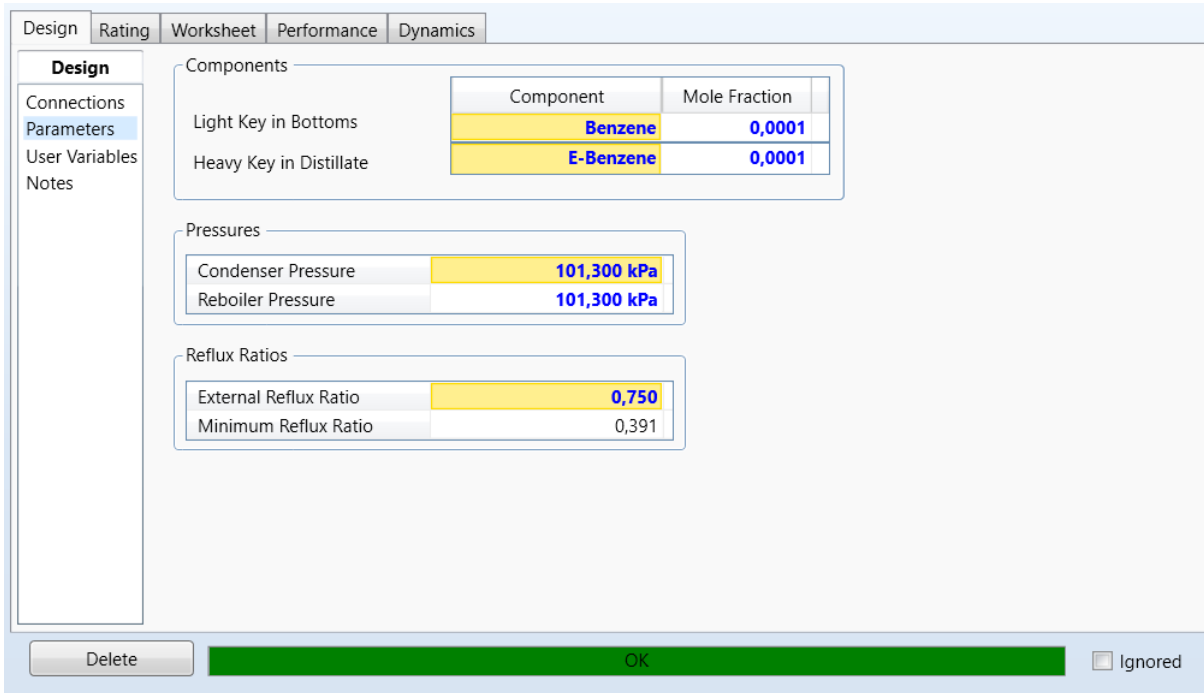 Design Rating Worksheet Performance Dynamics
Design
Connections
Parameters
User Variables
Notes
Components
Component Mole Fraction
Light Key in Bottoms Benzene 0,0001
Heavy Key in Distillate E-Benzene 0,0001
Pressures
Condenser Pressure 101,300 kPa
Reboiler Pressure 101,300 kPa
Reflux Ratios
External Reflux Ratio 0,750
Minimum Reflux Ratio 0,391
Delete OK Ignored